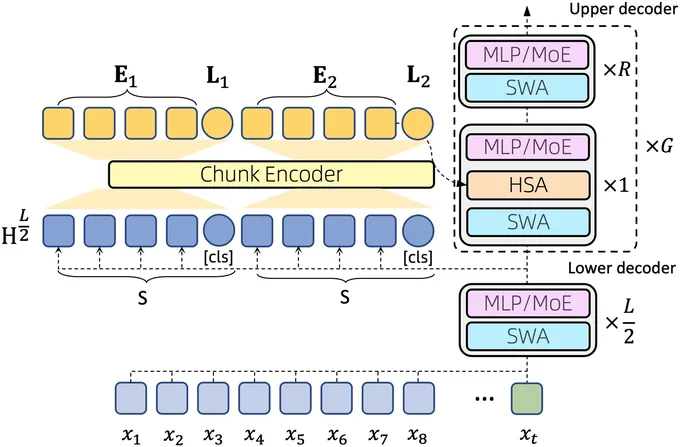 Upper decoder
E₁ L₁ E₂ L₂
MLP/MoE
SWA
×R
×G
Chunk Encoder
MLP/MoE
HSA
SWA
×1
H^{L/2}
[cls] [cls]
S S
Lower decoder
MLP/MoE
SWA
× L/2
...
x₁ x₂ x₃ x₄ x₅ x₆ x₇ x₈ xₜ